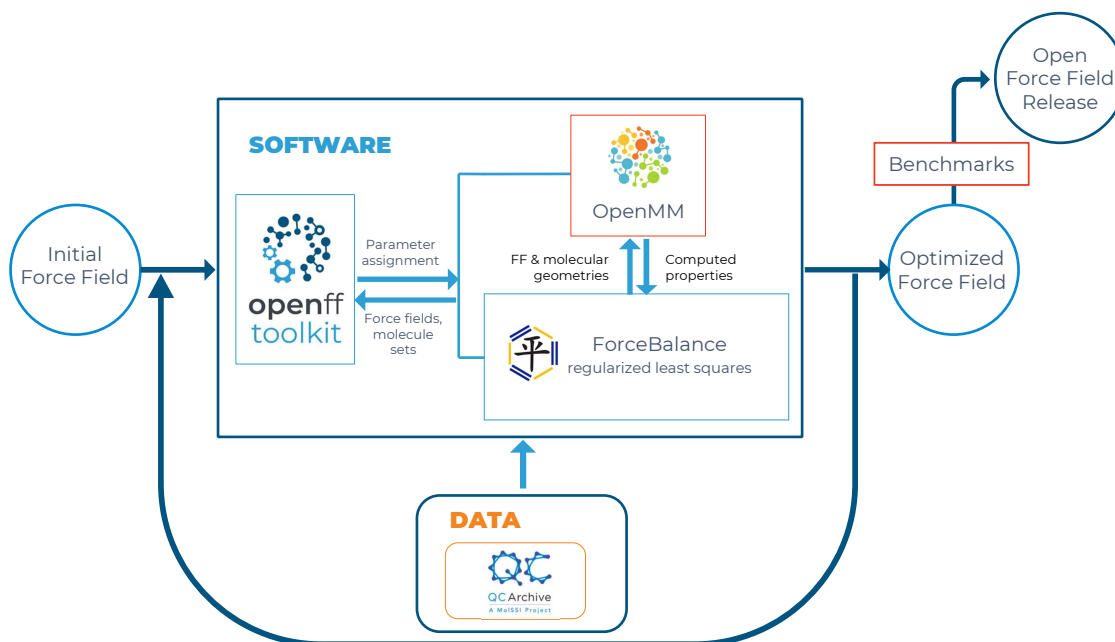 Open
Force Field
Release
SOFTWARE
Benchmarks
OpenMM
Initial
Force Field
Parameter
assignment
FF & molecular
geometries
Computed
properties
Optimized
Force Field
openff
toolkit
Force fields,
molecule
sets
平
ForceBalance
regularized least squares
DATA
QC
QCArchive
A MolSSI Project